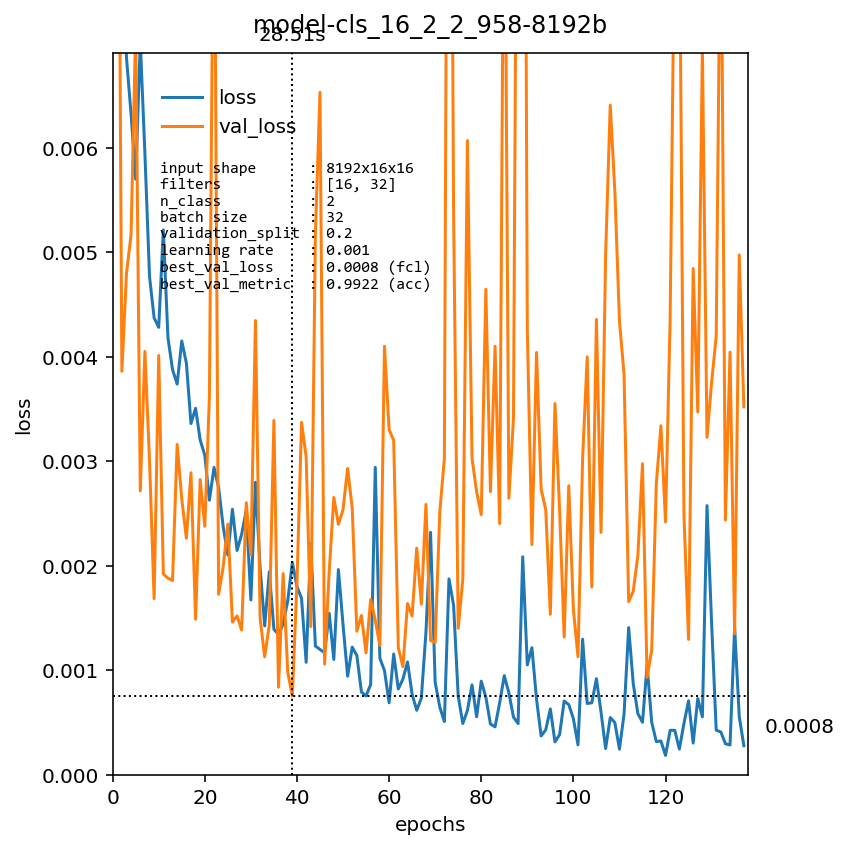 model-cls_16_2_2_958-8192b
28.51s
loss
val_loss
input shape : 8192x16x16
filters : [16, 32]
n_class : 2
batch size : 32
validation_split : 0.2
learning rate : 0.001
best_val_loss : 0.0008 (fcl)
best_val_metric : 0.9922 (acc)
0.006
0.005
0.004
0.003
0.002
0.001
0.000
loss
0.0008
0 20 40 60 80 100 120
epochs